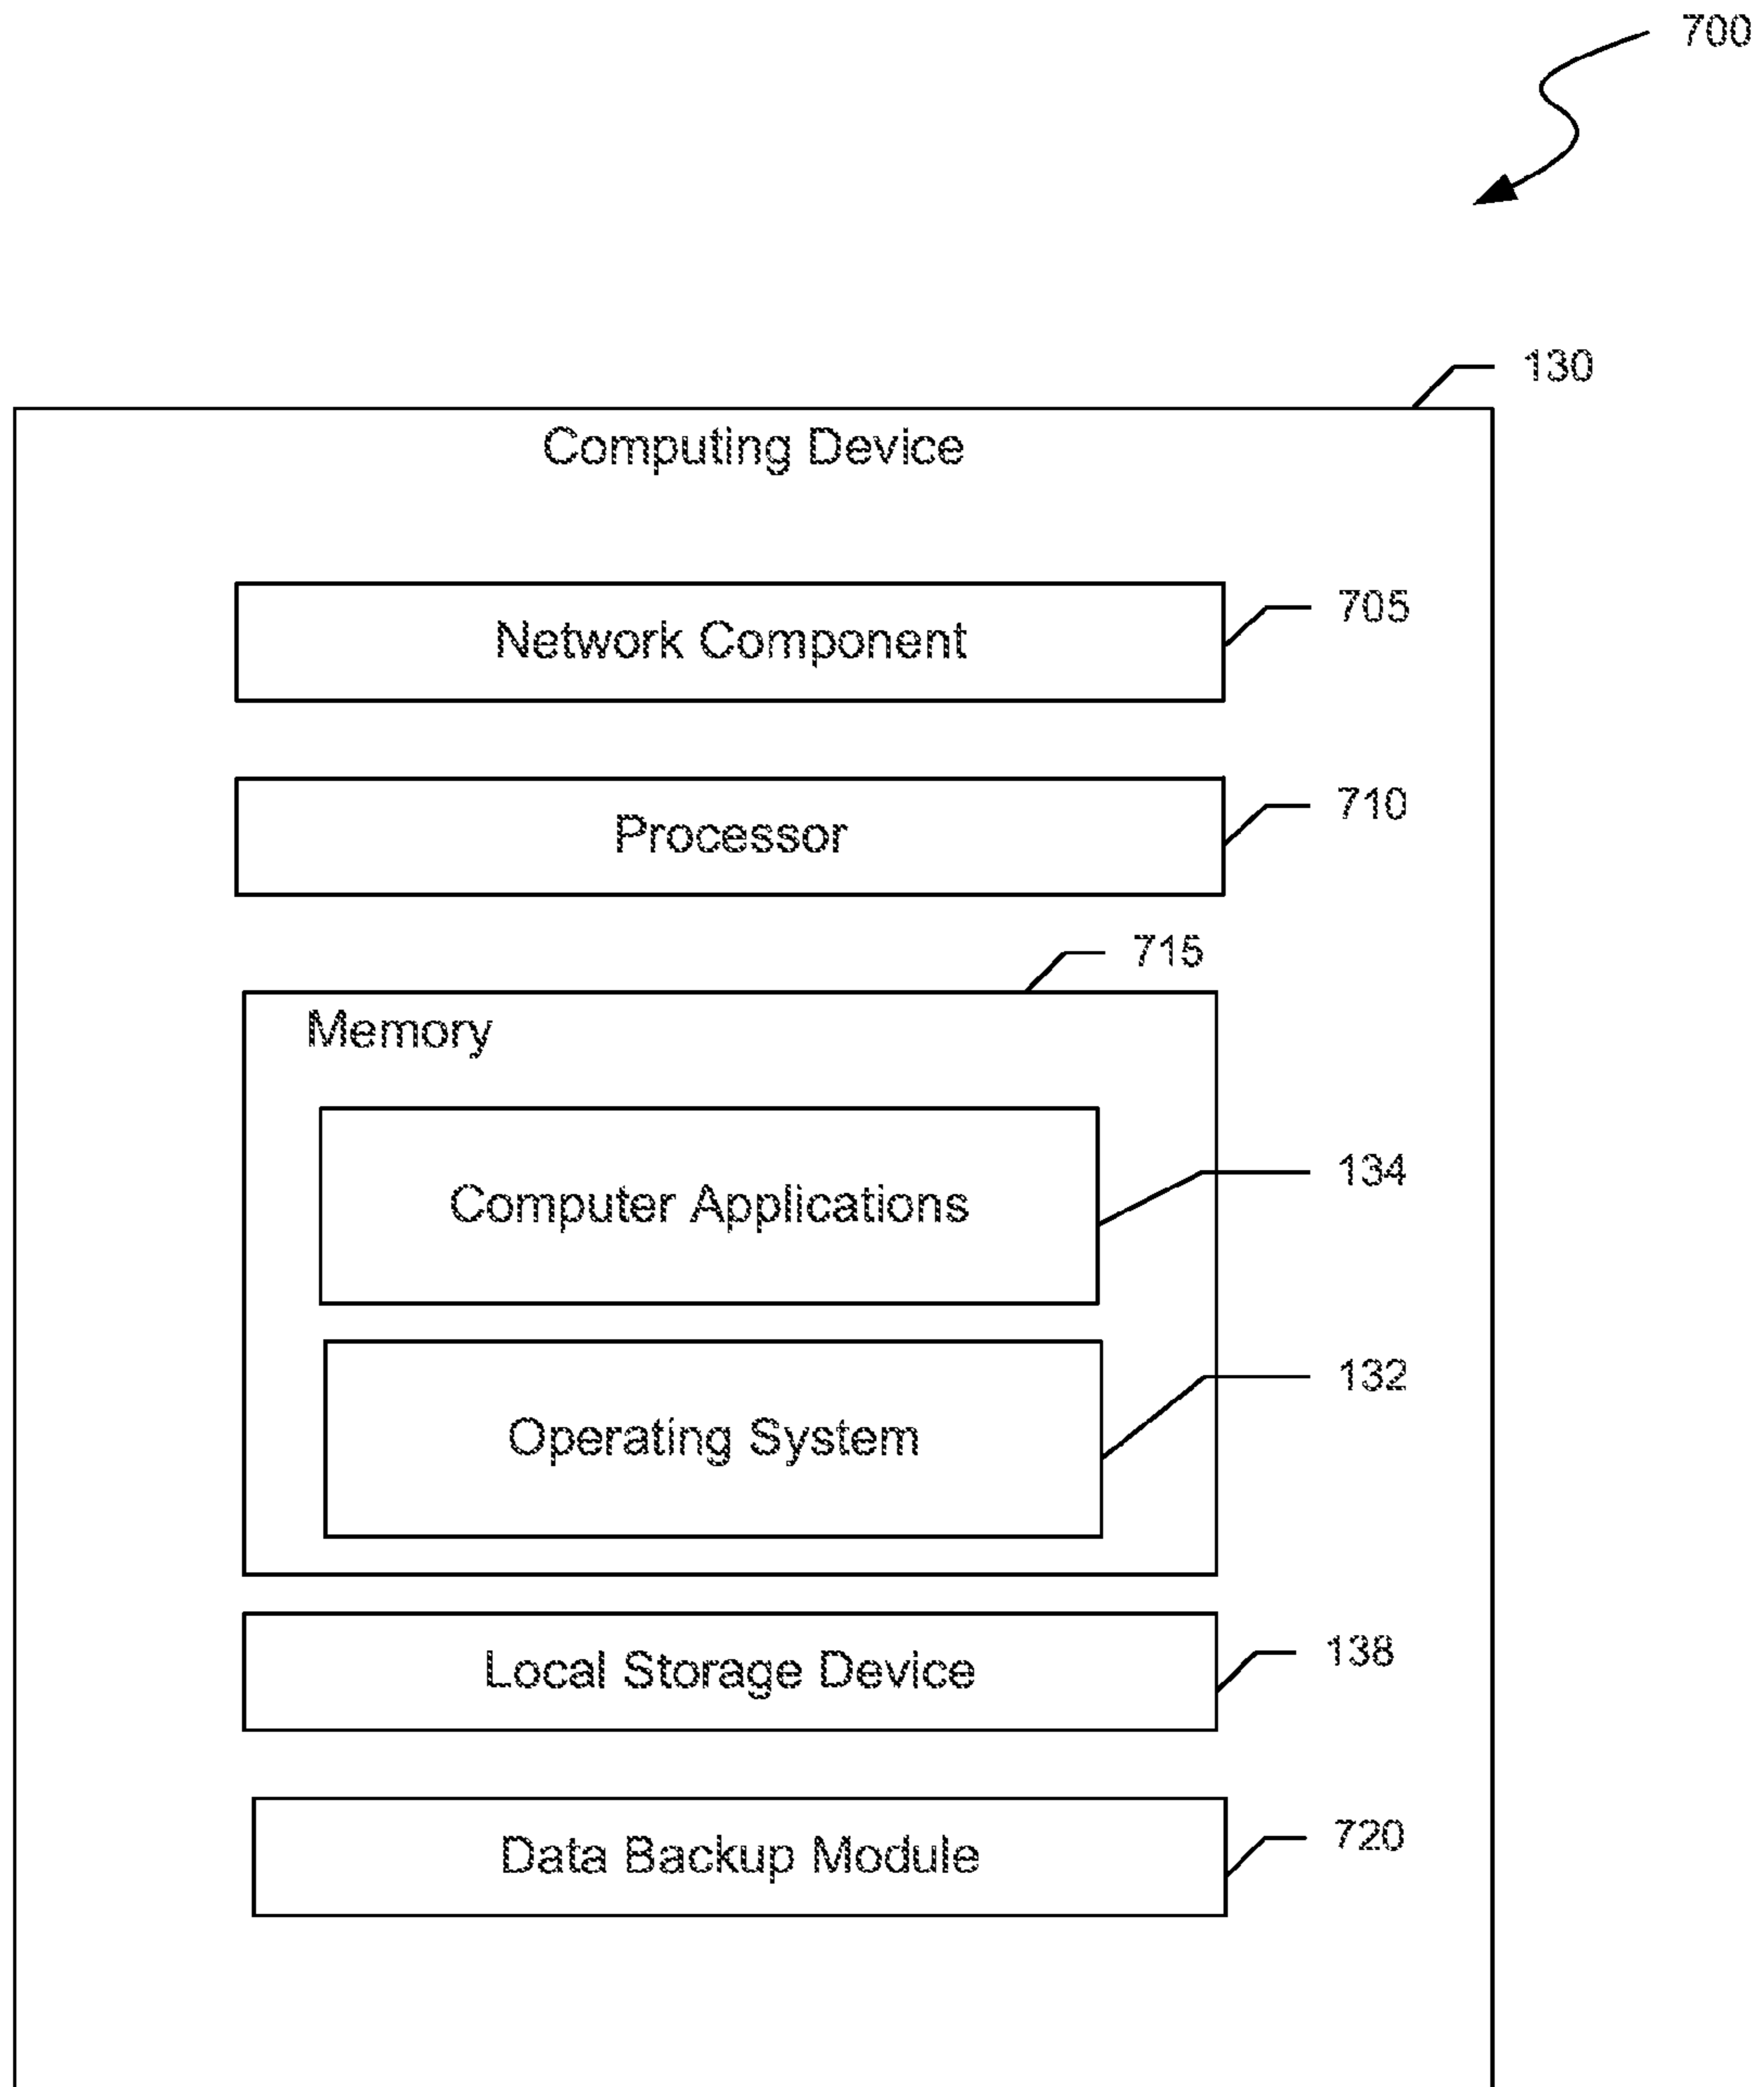 700
130
Computing Device
705
Network Component
710
Processor
715
Memory
134
Computer Applications
132
Operating System
138
Local Storage Device
720
Data Backup Module